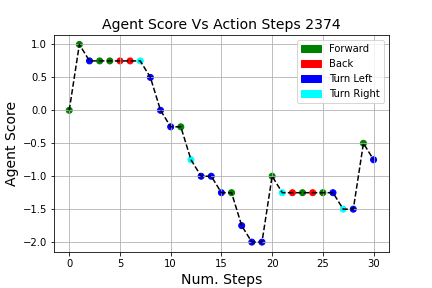 Agent Score Vs Action Steps 2374
1.0
0.5
0.0
−0.5
−1.0
−1.5
−2.0
Agent Score
Forward
Back
Turn Left
Turn Right
0 5 10 15 20 25 30
Num. Steps